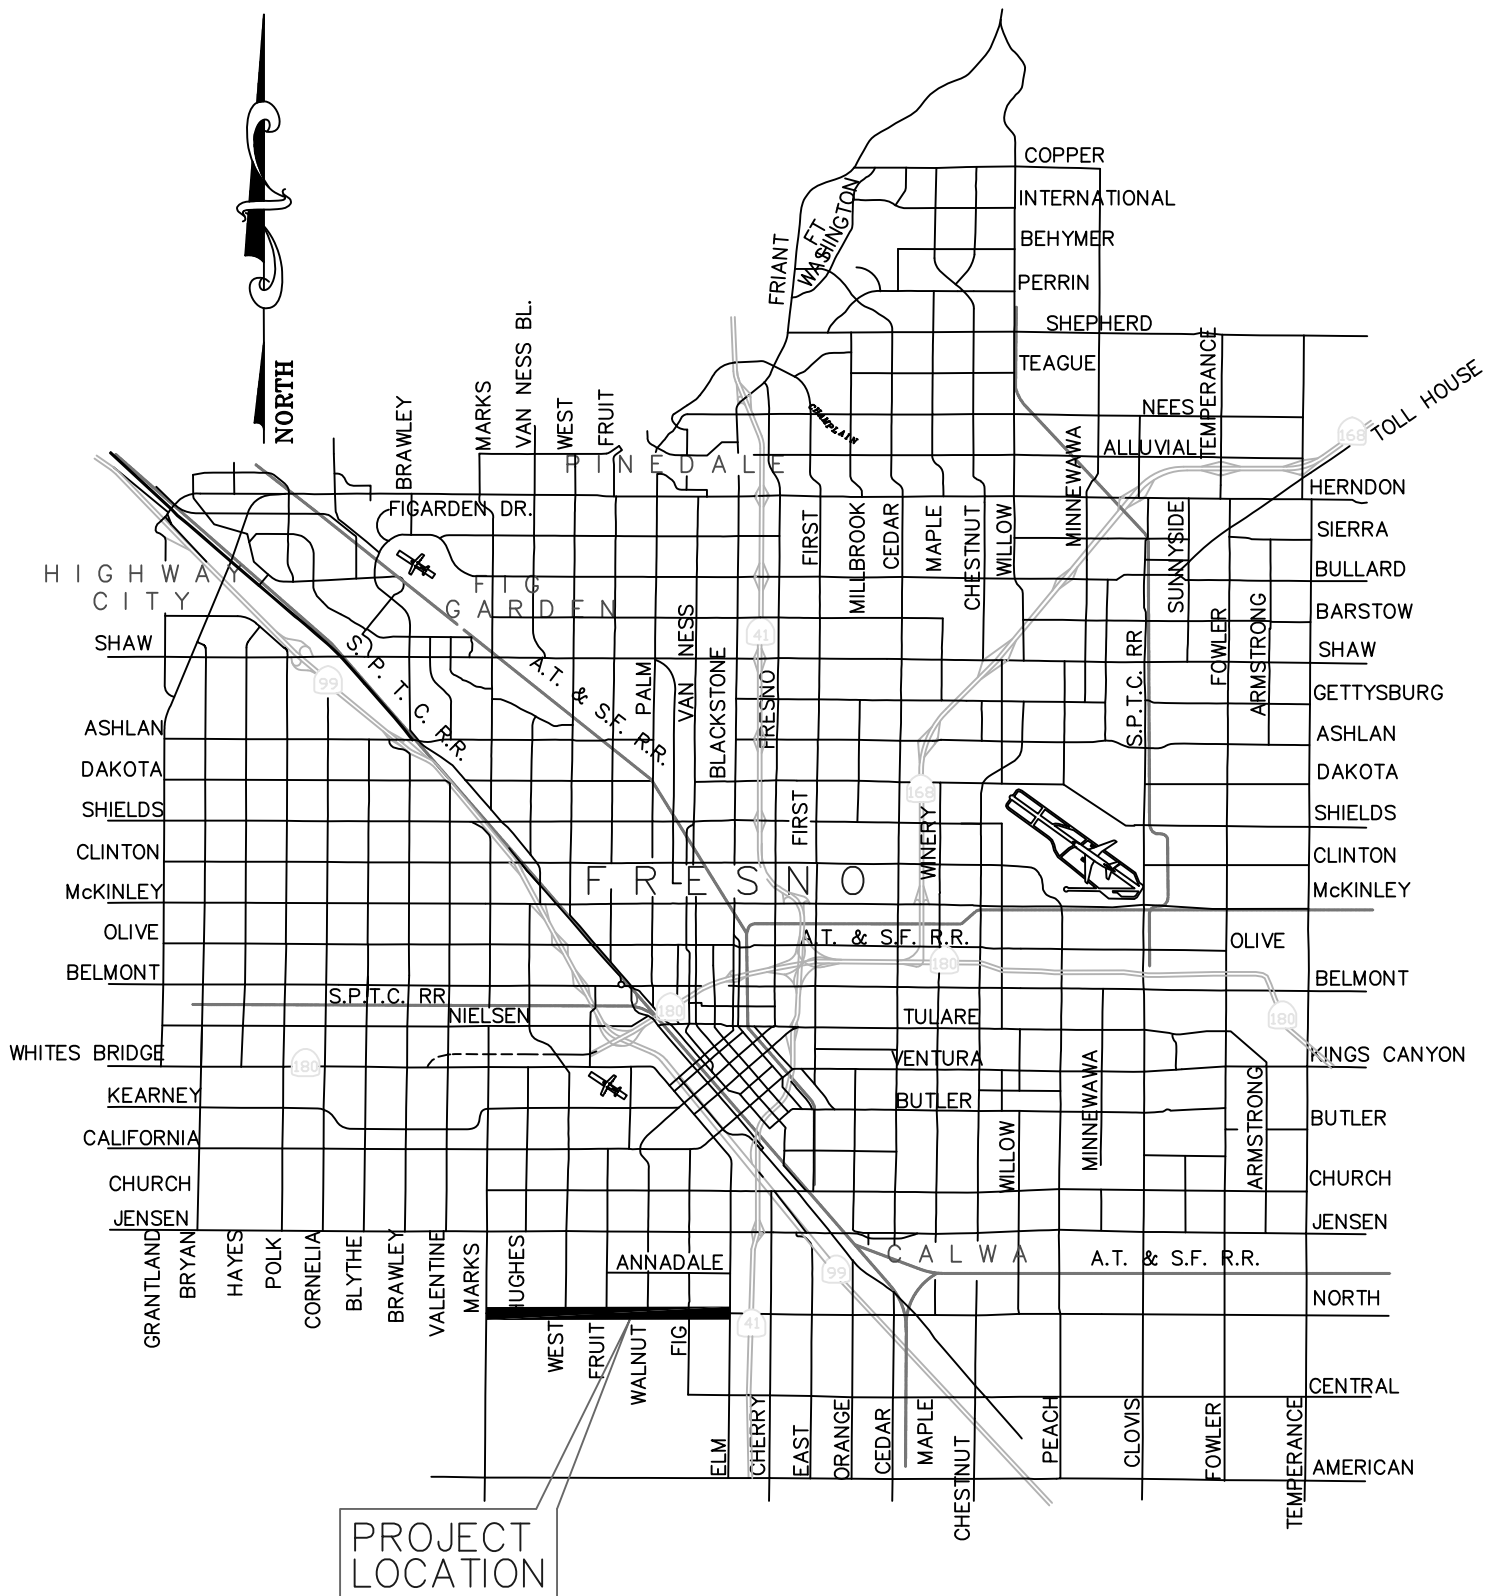 COPPER
INTERNATIONAL
FT
WASHINGTON
BEHYMER
FRIANT
PERRIN
SHEPHERD
TEMPERANCE
TEAGUE
NORTH
MARKS
VAN NESS BL.
WEST
FRUIT
BRAWLEY
CHAMPLAIN
NEES
168
TOLL HOUSE
MINNEWAWA
ALLUVIAL
PINEDALE
HERNDON
FIGARDEN DR.
FIRST
MILLBROOK
CEDAR
MAPLE
CHESTNUT
WILLOW
SUNNYSIDE
SIERRA
HIGHWAY
CITY
FIG
GARDEN
BULLARD
BARSTOW
FOWLER
ARMSTRONG
SHAW
S. P. T. C. R.R.
A.T. & S.F. R.R.
PALM
VAN NESS
BLACKSTONE
FRESNO
41
S.P.T.C. RR
SHAW
99
GETTYSBURG
ASHLAN
ASHLAN
DAKOTA
DAKOTA
SHIELDS
FIRST
168
WINERY
SHIELDS
CLINTON
CLINTON
FRESNO
McKINLEY
McKINLEY
OLIVE
A.T. & S.F. R.R.
OLIVE
BELMONT
180
BELMONT
S.P.T.C. RR
NIELSEN
180
TULARE
180
WHITES BRIDGE
180
VENTURA
MINNEWAWA
KINGS CANYON
KEARNEY
BUTLER
ARMSTRONG
BUTLER
CALIFORNIA
WILLOW
CHURCH
CHURCH
JENSEN
JENSEN
GRANTLAND
BRYAN
HAYES
POLK
CORNELIA
BLYTHE
BRAWLEY
VALENTINE
MARKS
HUGHES
ANNADALE
99
CALWA
A.T. & S.F. R.R.
NORTH
WEST
FRUIT
WALNUT
FIG
41
CENTRAL
ELM
CHERRY
EAST
ORANGE
CEDAR
MAPLE
CHESTNUT
PEACH
CLOVIS
FOWLER
TEMPERANCE
AMERICAN
PROJECT
LOCATION